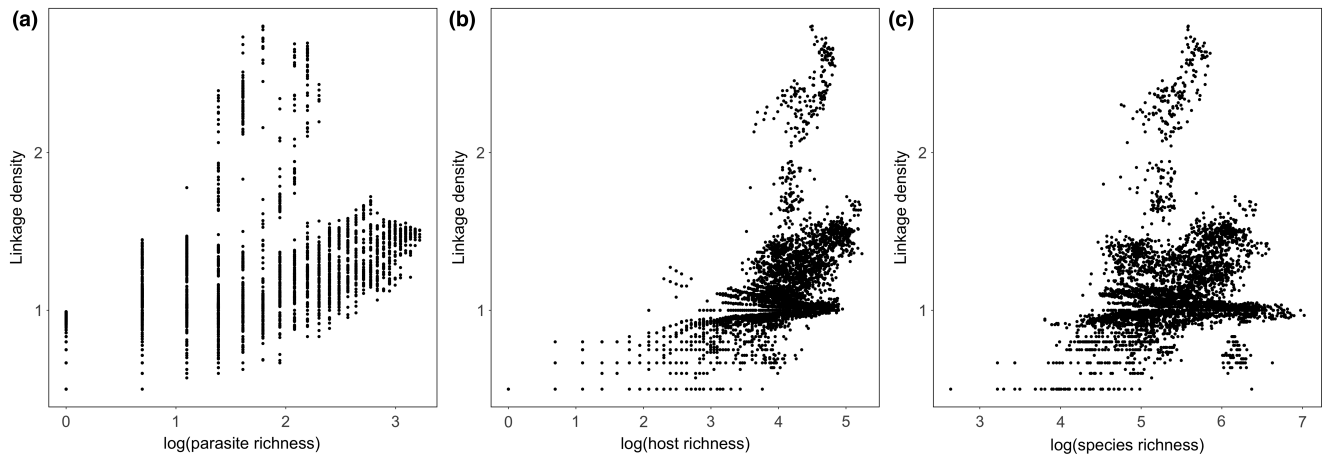 (a)
Linkage density
2
1
0 1 2 3
log(parasite richness)
(b)
Linkage density
2
1
0 1 2 3 4 5
log(host richness)
(c)
Linkage density
2
1
3 4 5 6 7
log(species richness)